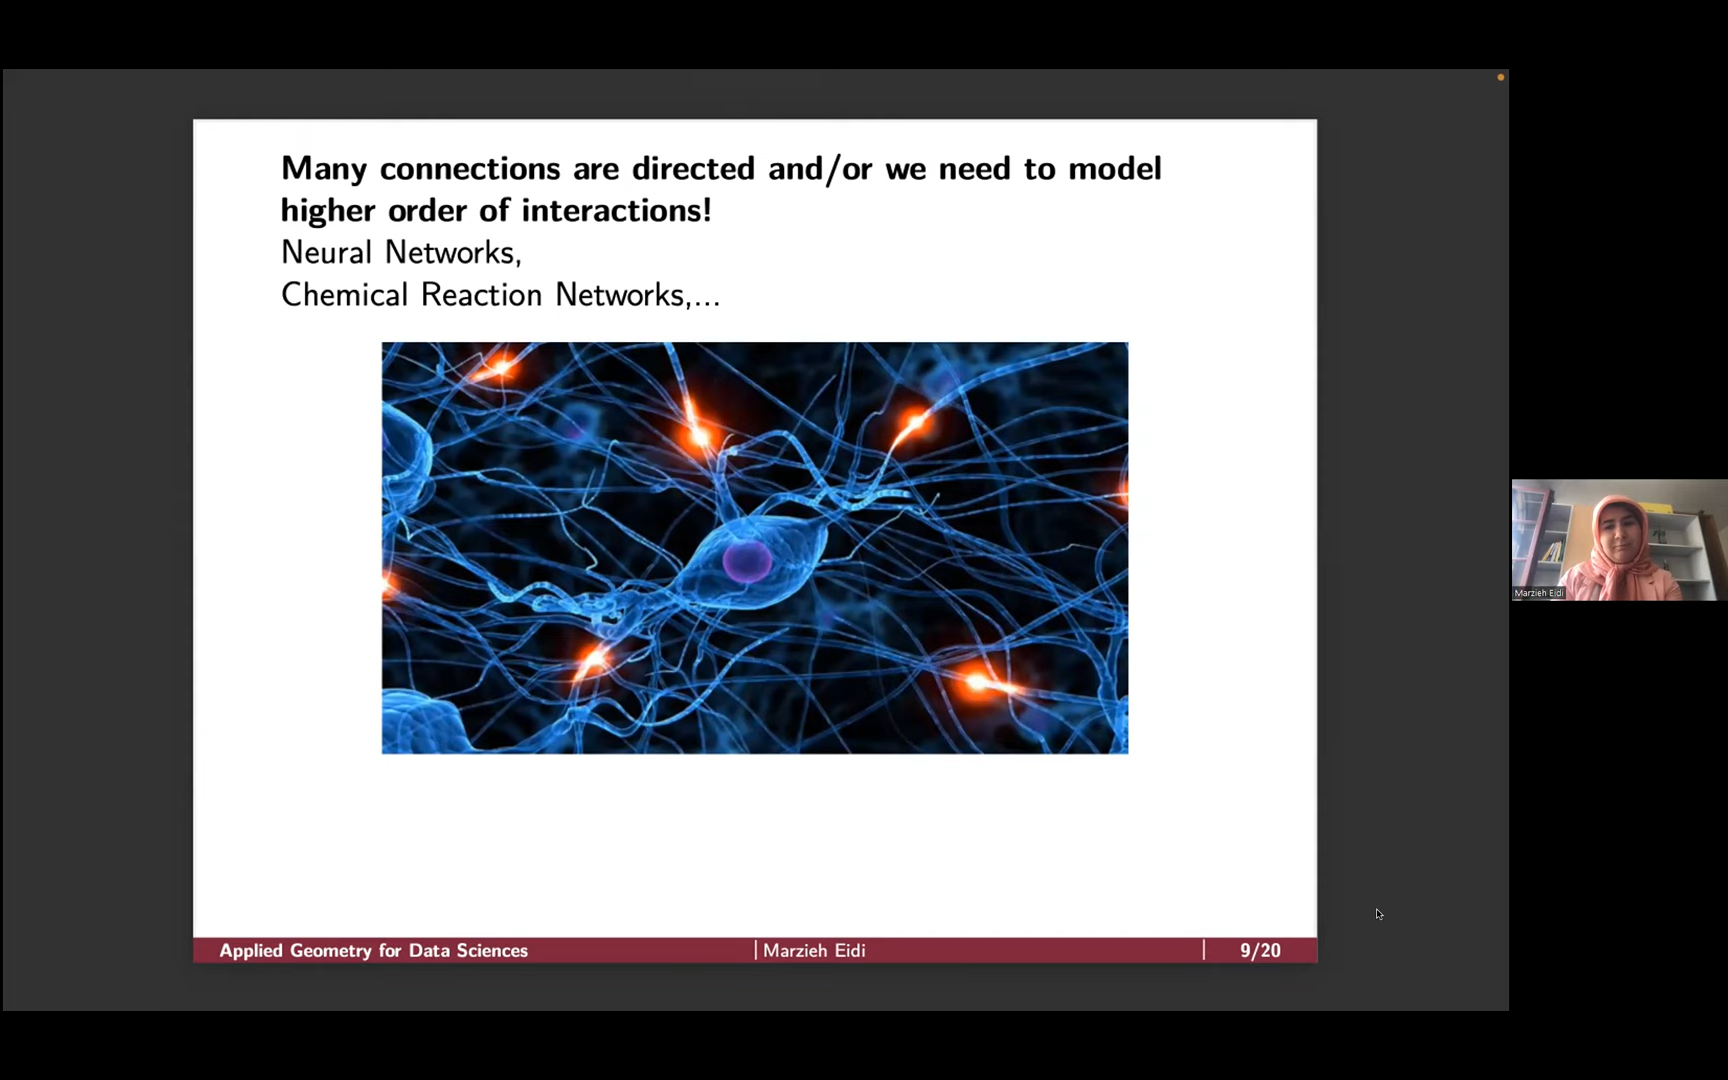 Many connections are directed and/or we need to model
higher order of interactions!
Neural Networks,
Chemical Reaction Networks,...
Marzieh Eidi
Applied Geometry for Data Sciences | Marzieh Eidi | 9/20